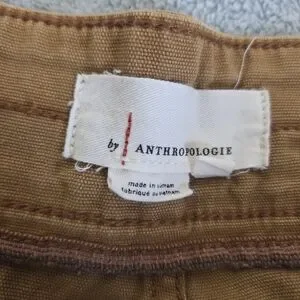 by ANTHROPOLOGIE
made in vietnam
fabriqué au vietnam